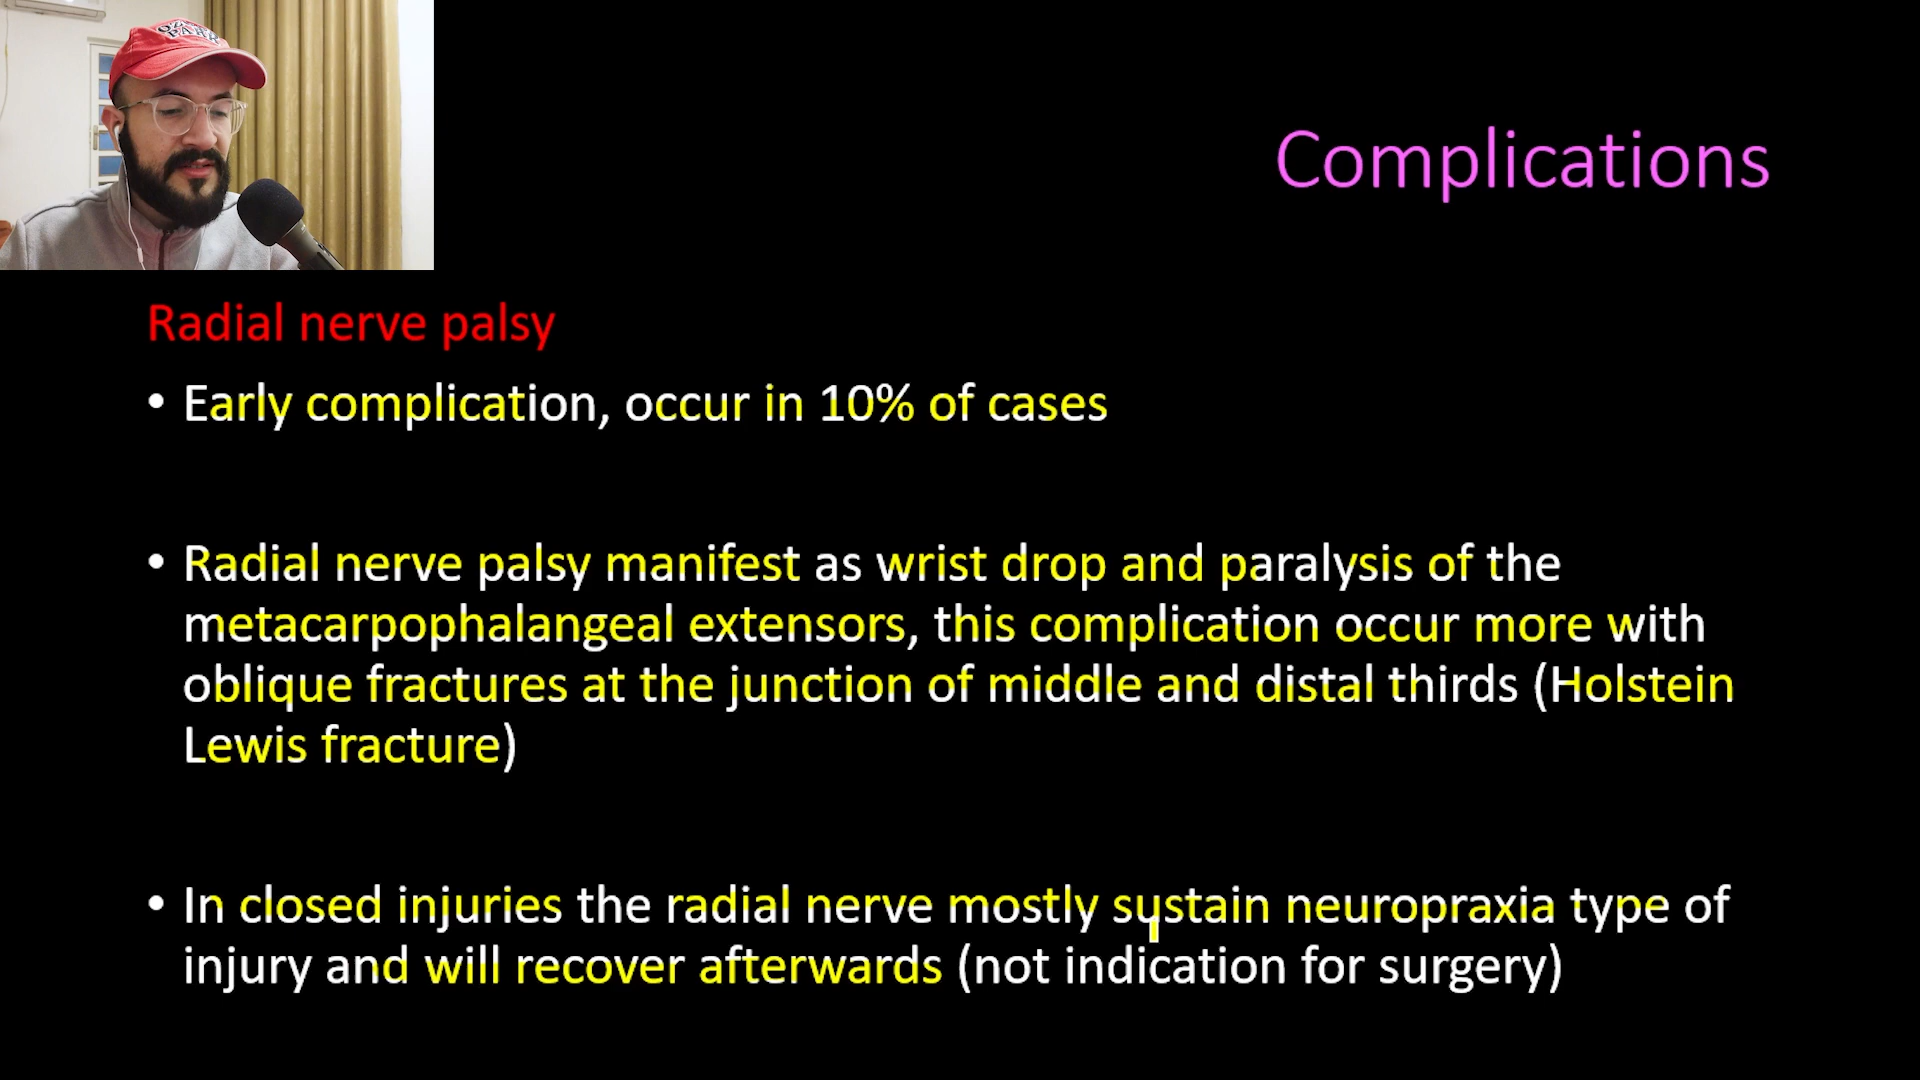 OZ
PARK
Complications
Radial nerve palsy
• Early complication, occur in 10% of cases
• Radial nerve palsy manifest as wrist drop and paralysis of the
metacarpophalangeal extensors, this complication occur more with
oblique fractures at the junction of middle and distal thirds (Holstein
Lewis fracture)
• In closed injuries the radial nerve mostly sustain neuropraxia type of
injury and will recover afterwards (not indication for surgery)